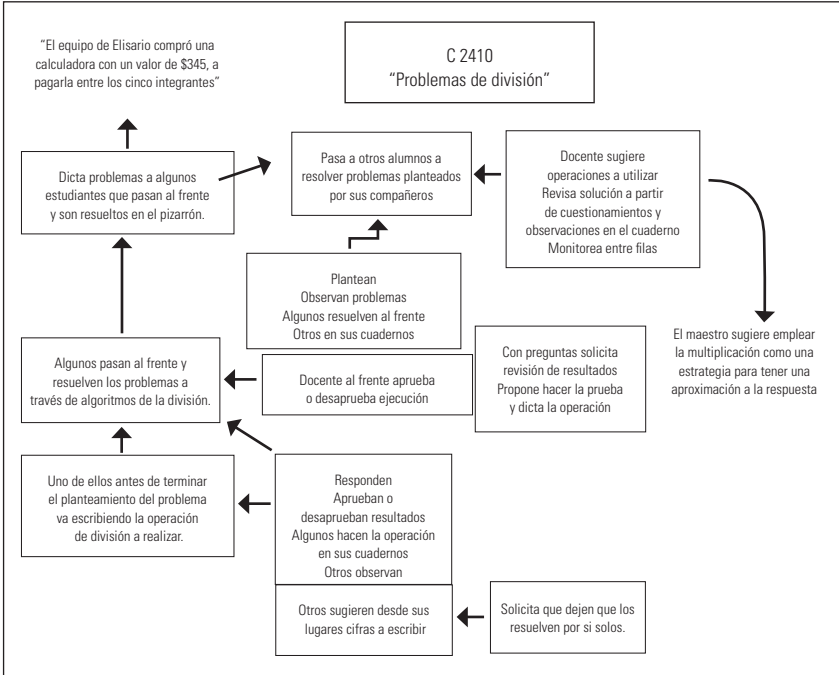 “El equipo de Elisario compró una
calculadora con un valor de $345, a
pagarla entre los cinco integrantes”
C 2410
“Problemas de división”
Dicta problemas a algunos
estudiantes que pasan al frente
y son resueltos en el pizarrón.
Pasa a otros alumnos a
resolver problemas planteados
por sus compañeros
Docente sugiere
operaciones a utilizar
Revisa solución a partir
de cuestionamientos y
observaciones en el cuaderno
Monitorea entre filas
Plantean
Observan problemas
Algunos resuelven al frente
Otros en sus cuadernos
El maestro sugiere emplear
la multiplicación como una
estrategia para tener una
aproximación a la respuesta
Algunos pasan al frente y
resuelven los problemas a
través de algoritmos de la división.
Docente al frente aprueba
o desaprueba ejecución
Con preguntas solicita
revisión de resultados
Propone hacer la prueba
y dicta la operación
Uno de ellos antes de terminar
el planteamiento del problema
va escribiendo la operación
de división a realizar.
Responden
Aprueban o
desaprueban resultados
Algunos hacen la operación
en sus cuadernos
Otros observan
Otros sugieren desde sus
lugares cifras a escribir
Solicita que dejen que los
resuelven por si solos.